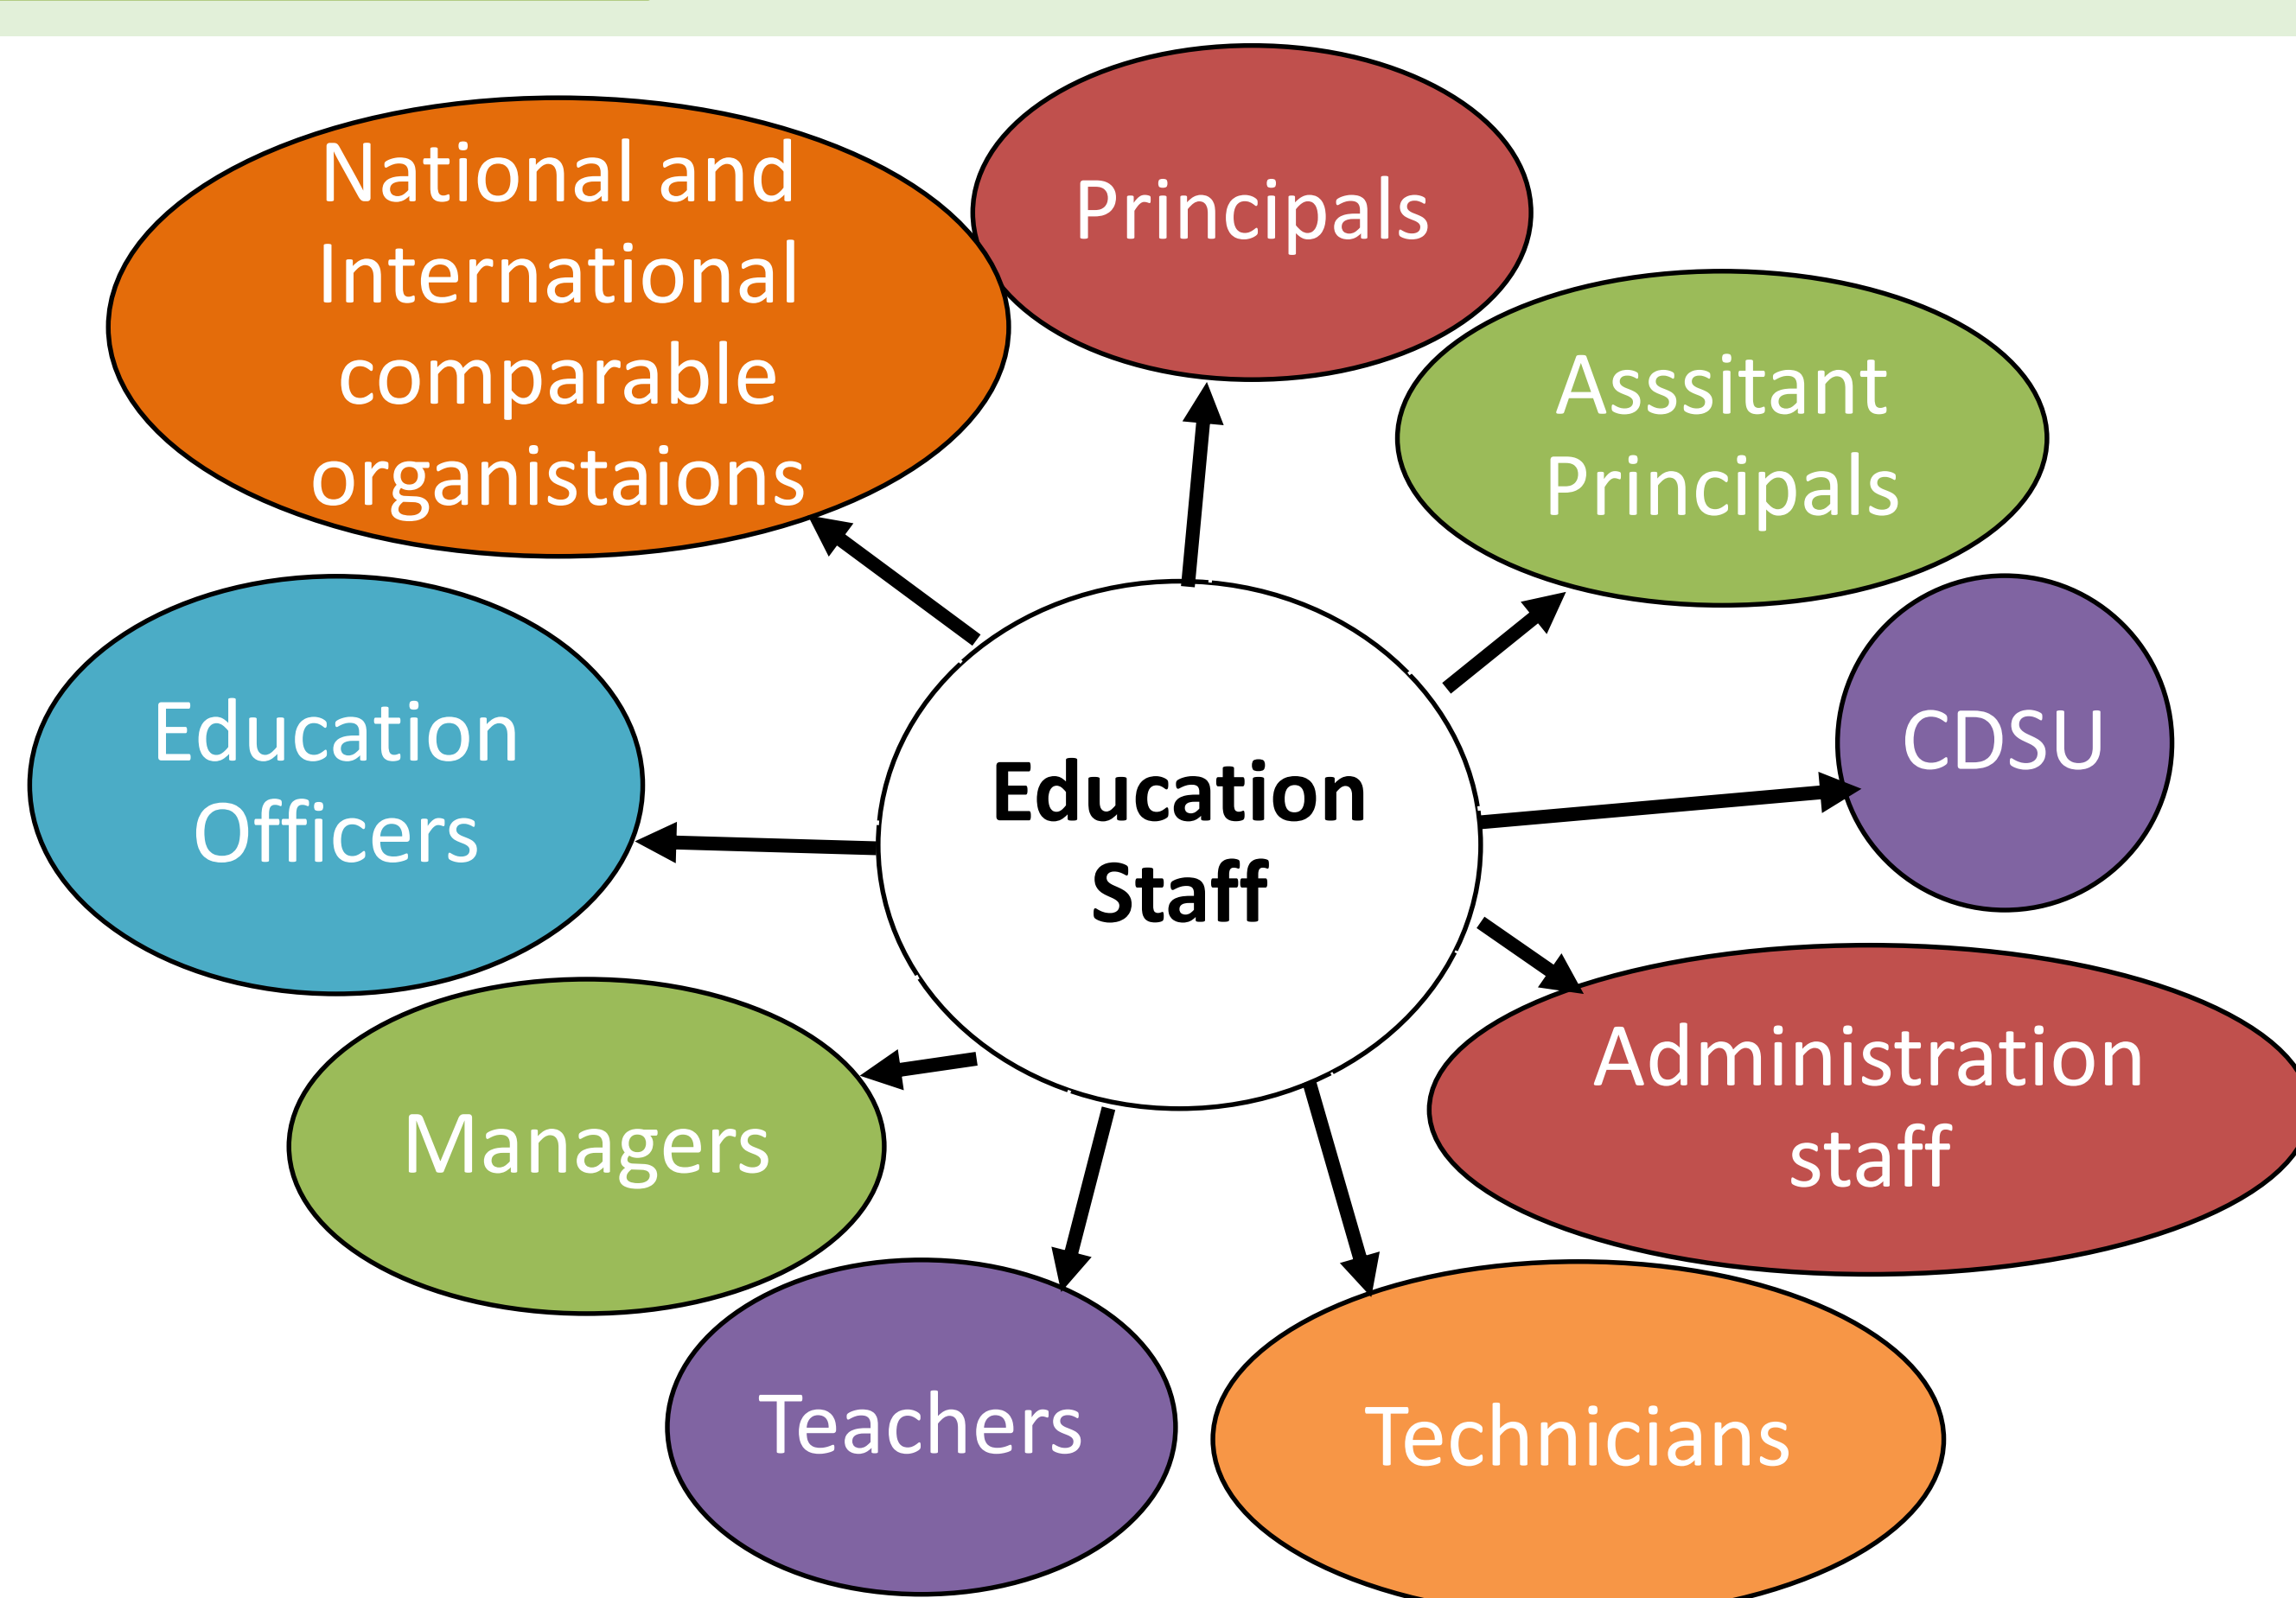 National and
International
comparable
organistaions
Principals
Asssitant
Principals
CDSU
Education
Officers
Education
Staff
Administration
staff
Managers
Teachers
Technicians